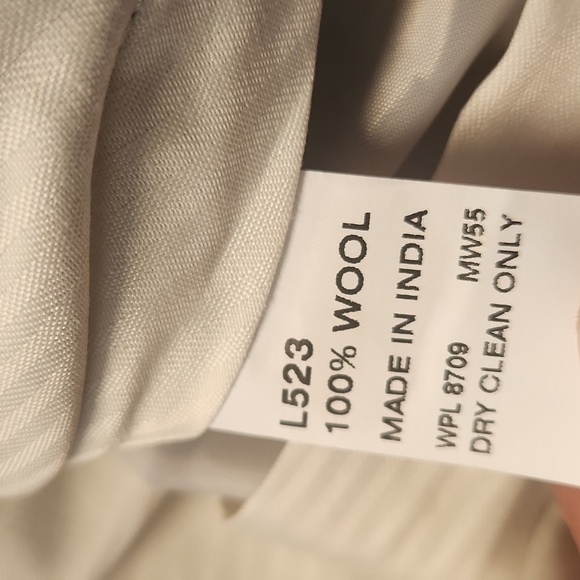 L523
100% WOOL
MADE IN INDIA
WPL 8709 MW55
DRY CLEAN ONLY